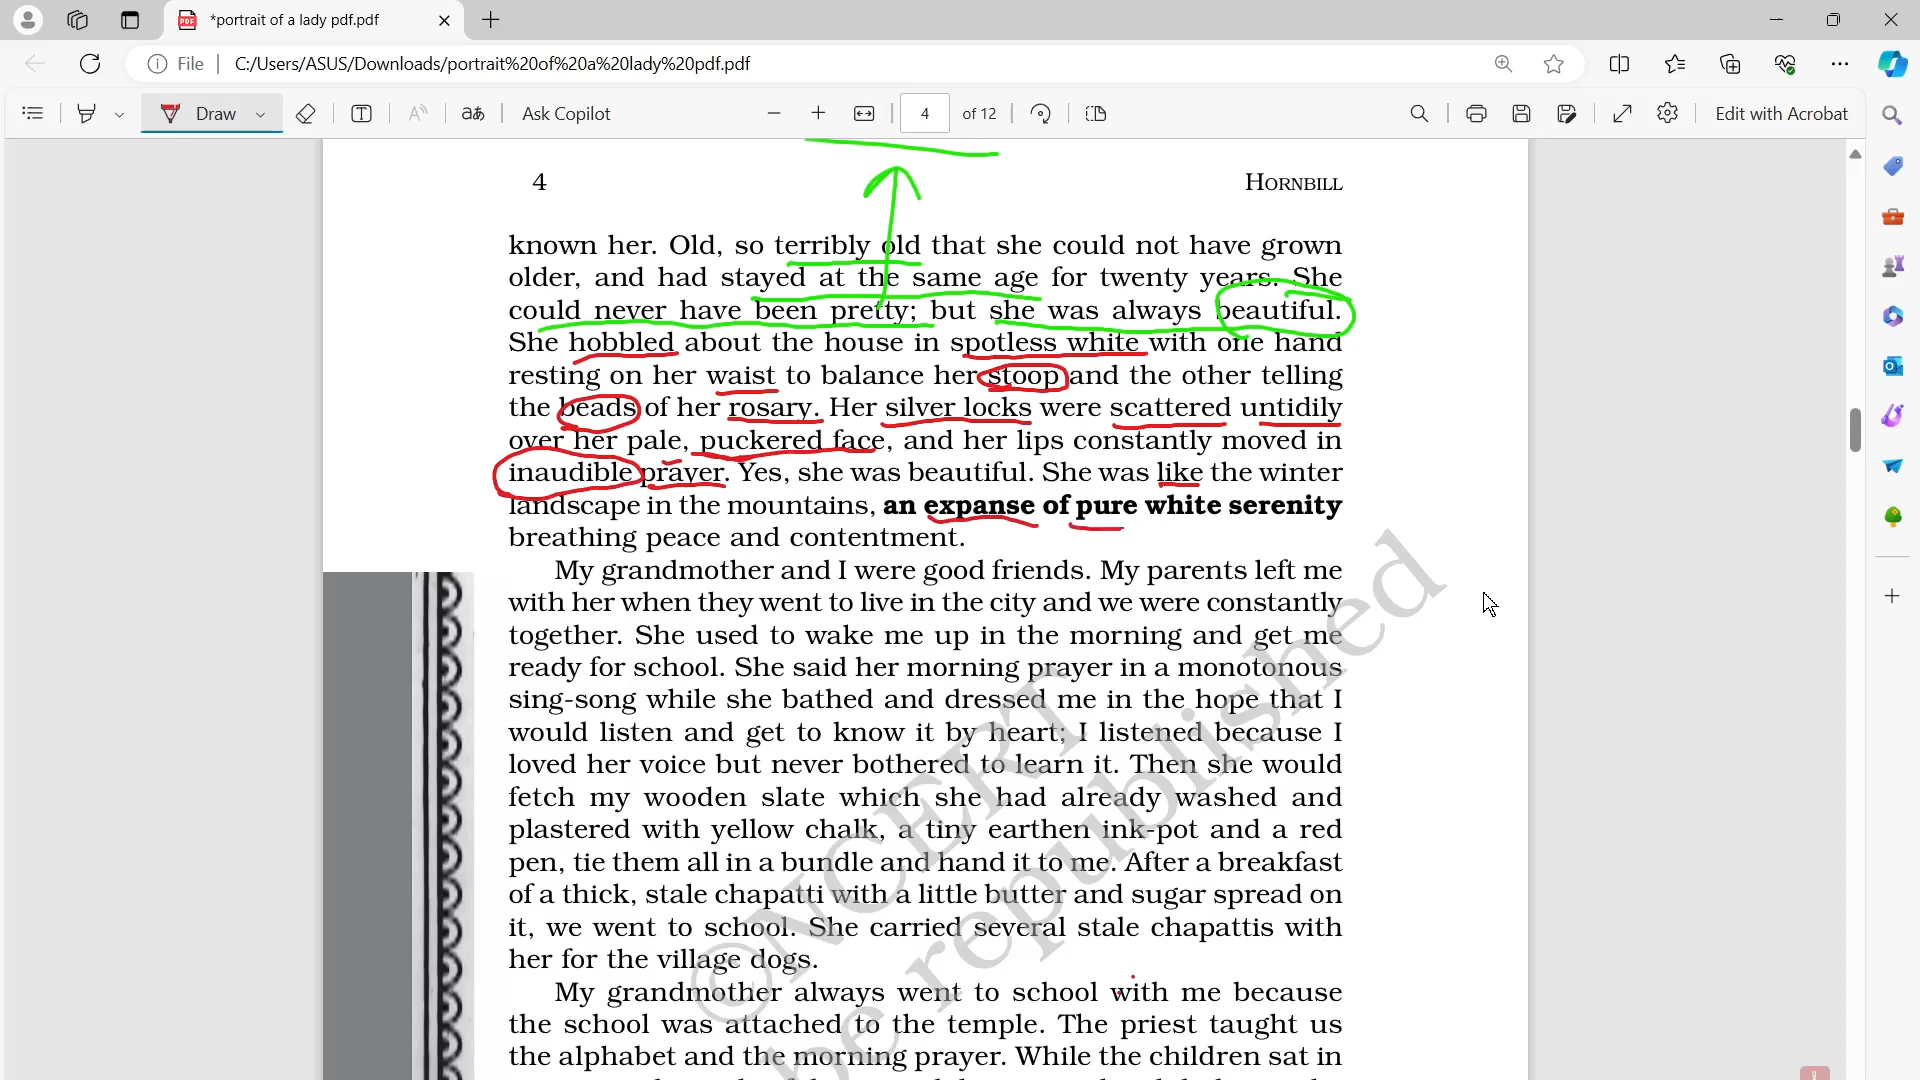 *portrait of a lady pdf.pdf
File
C:/Users/ASUS/Downloads/portrait%20of%20a%20lady%20pdf.pdf
Draw
Ask Copilot
4 of 12
Edit with Acrobat
4 HORNBILL
known her. Old, so terribly old that she could not have grown
older, and had stayed at the same age for twenty years. She
could never have been pretty; but she was always beautiful.
She hobbled about the house in spotless white with one hand
resting on her waist to balance her stoop and the other telling
the beads of her rosary. Her silver locks were scattered untidily
over her pale, puckered face, and her lips constantly moved in
inaudible prayer. Yes, she was beautiful. She was like the winter
landscape in the mountains, an expanse of pure white serenity
breathing peace and contentment.
My grandmother and I were good friends. My parents left me
with her when they went to live in the city and we were constantly
together. She used to wake me up in the morning and get me
ready for school. She said her morning prayer in a monotonous
sing-song while she bathed and dressed me in the hope that I
would listen and get to know it by heart; I listened because I
loved her voice but never bothered to learn it. Then she would
fetch my wooden slate which she had already washed and
plastered with yellow chalk, a tiny earthen ink-pot and a red
pen, tie them all in a bundle and hand it to me. After a breakfast
of a thick, stale chapatti with a little butter and sugar spread on
it, we went to school. She carried several stale chapattis with
her for the village dogs.
My grandmother always went to school with me because
the school was attached to the temple. The priest taught us
the alphabet and the morning prayer. While the children sat in
©NCERT
be republished